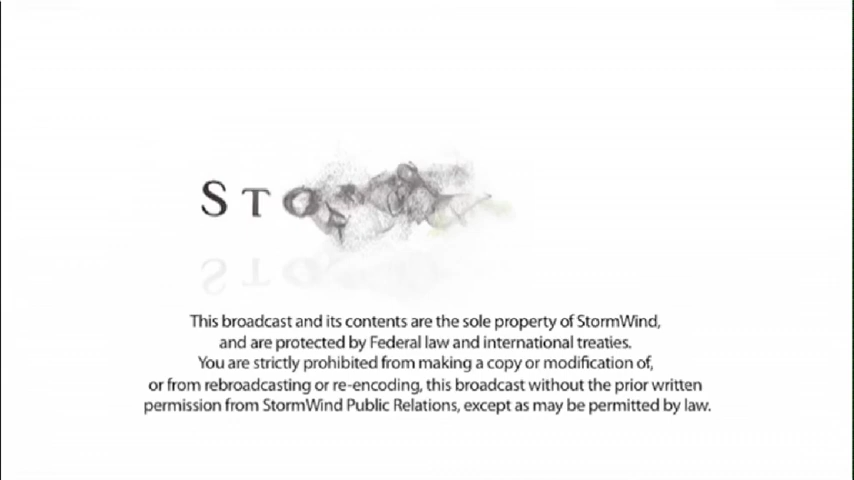 STO
This broadcast and its contents are the sole property of StormWind,
and are protected by Federal law and international treaties.
You are strictly prohibited from making a copy or modification of,
or from rebroadcasting or re-encoding, this broadcast without the prior written
permission from StormWind Public Relations, except as may be permitted by law.